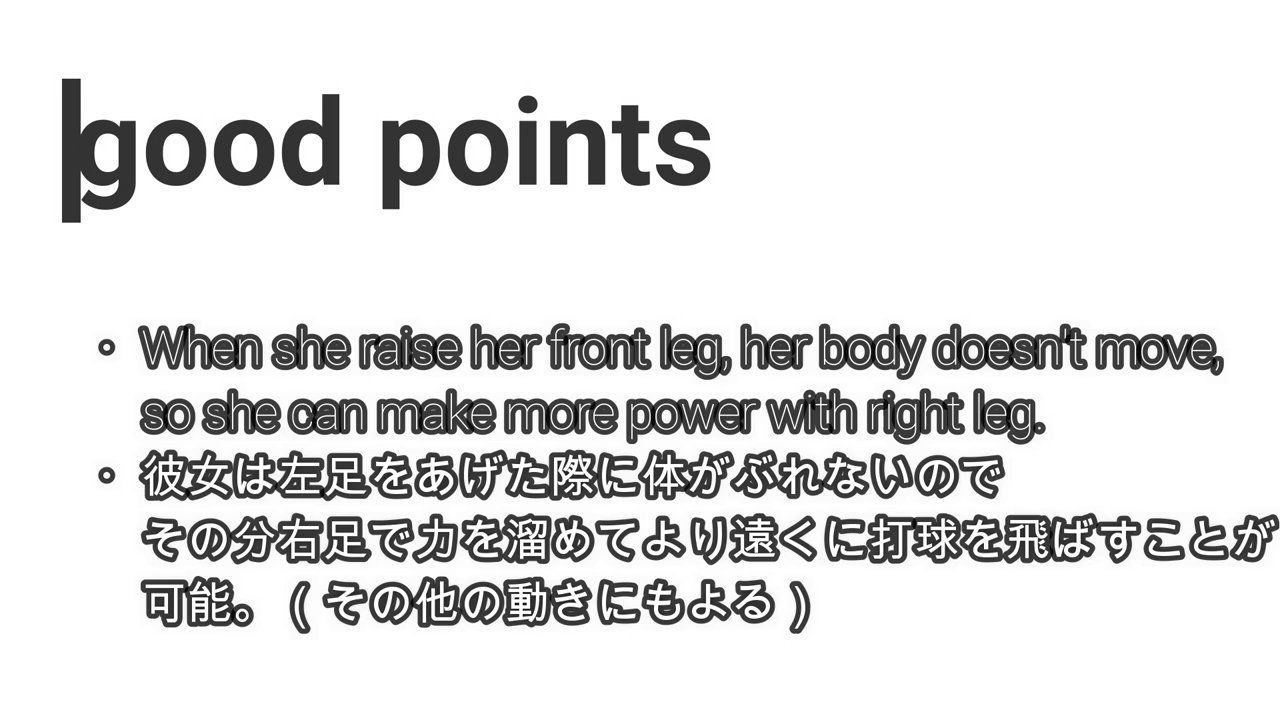 good points
• When she raise her front leg, her body doesn't move,
so she can make more power with right leg.
• 彼女は左足をあげた際に体がぶれないので
その分右足で力を溜めてより遠くに打球を飛ばすことが
可能。（その他の動きにもよる）